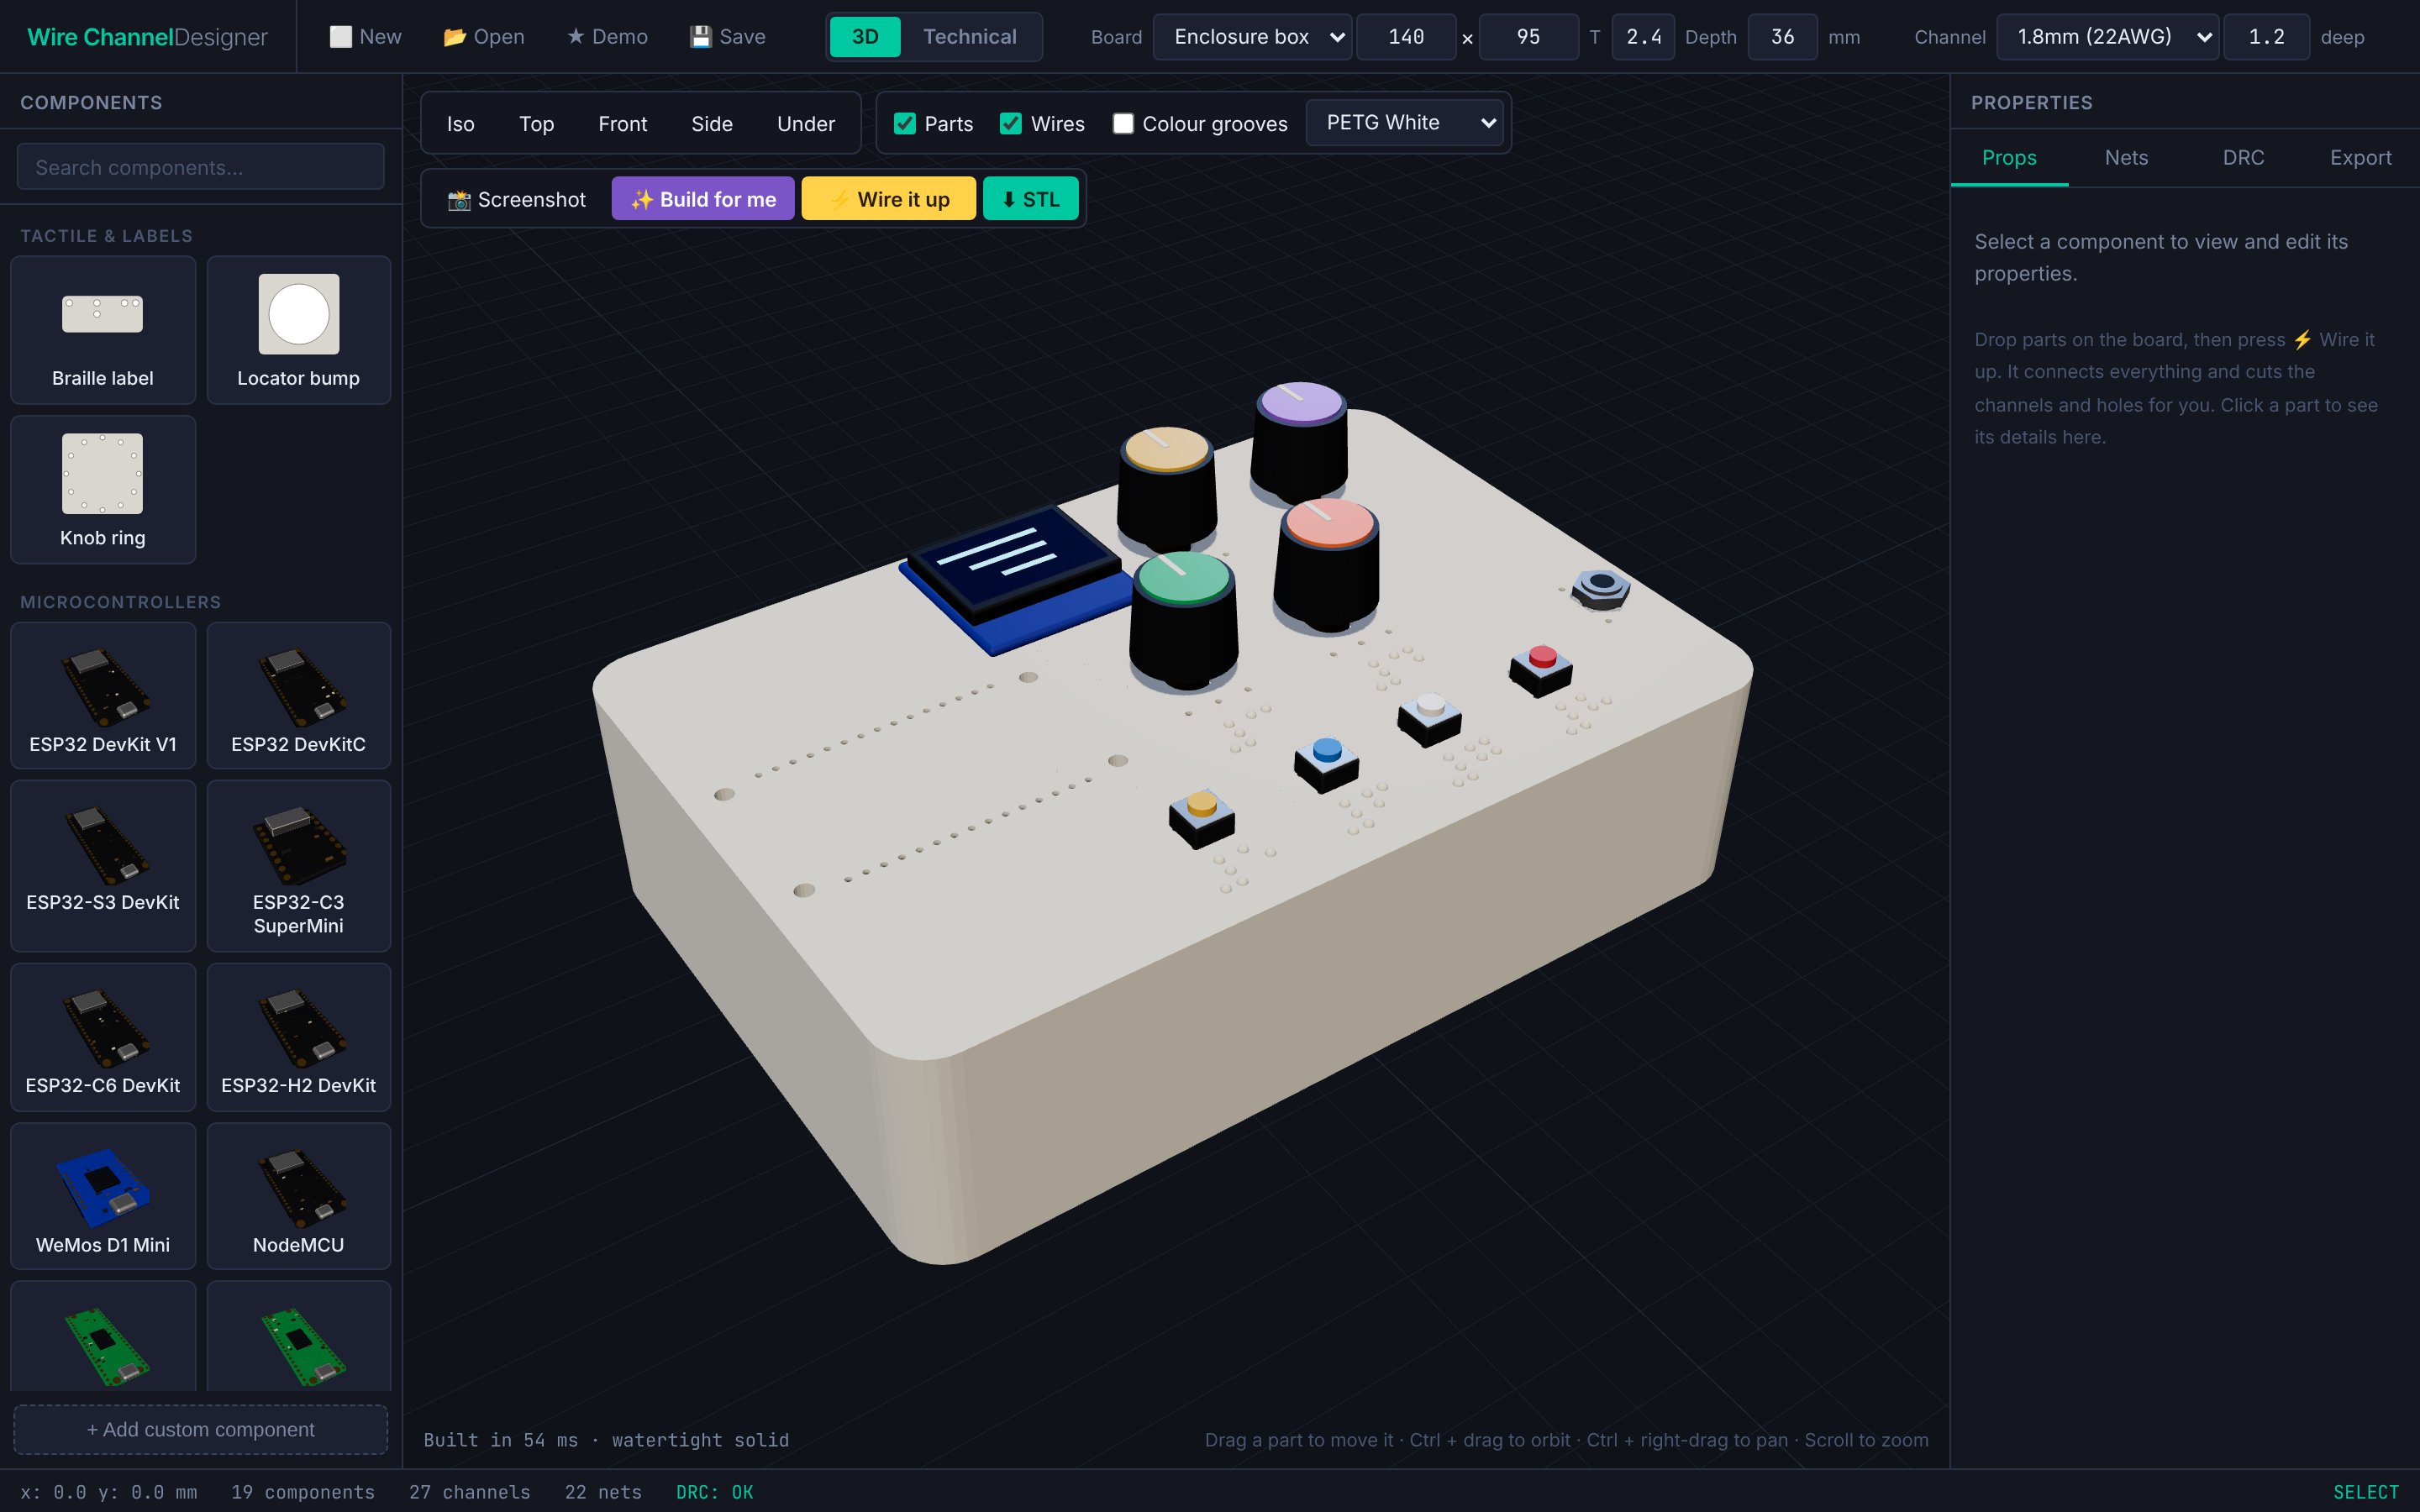 Wire ChannelDesigner
New
Open
★ Demo
Save
3D
Technical
Board
Enclosure box
140
×
95
T
2.4
Depth
36
mm
Channel
1.8mm (22AWG)
1.2
deep
COMPONENTS
Search components...
TACTILE & LABELS
Braille label
Locator bump
Knob ring
MICROCONTROLLERS
ESP32 DevKit V1
ESP32 DevKitC
ESP32-S3 DevKit
ESP32-C3
SuperMini
ESP32-C6 DevKit
ESP32-H2 DevKit
WeMos D1 Mini
NodeMCU
+ Add custom component
Iso
Top
Front
Side
Under
Parts
Wires
Colour grooves
PETG White
Screenshot
✨ Build for me
⚡ Wire it up
⬇ STL
Built in 54 ms · watertight solid
Drag a part to move it · Ctrl + drag to orbit · Ctrl + right-drag to pan · Scroll to zoom
PROPERTIES
Props
Nets
DRC
Export
Select a component to view and edit its
properties.
Drop parts on the board, then press ⚡ Wire it
up. It connects everything and cuts the
channels and holes for you. Click a part to see
its details here.
x: 0.0 y: 0.0 mm
19 components
27 channels
22 nets
DRC: OK
SELECT